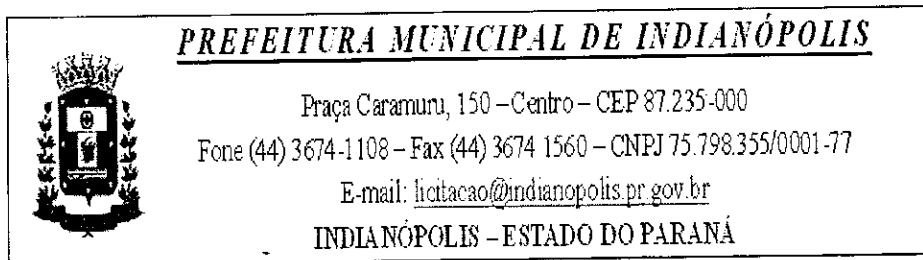 PREFEITURA MUNICIPAL DE INDIANÓPOLIS
Praça Caramuru, 150 – Centro – CEP 87.235-000
Fone (44) 3674-1108 – Fax (44) 3674 1560 – CNPJ 75.798.355/0001-77
E-mail: licitacao@indianopolis.pr.gov.br
INDIANÓPOLIS – ESTADO DO PARANÁ